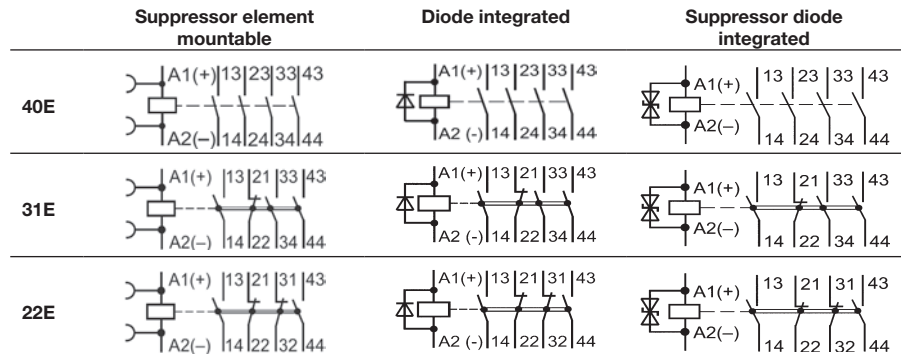 Suppressor element mountable
Diode integrated
Suppressor diode integrated
40E
A1(+) 13 23 33 43
A2(–) 14 24 34 44
A1(+) 13 23 33 43
A2 (-) 14 24 34 44
A1(+) 13 23 33 43
A2(–) 14 24 34 44
31E
A1(+) 13 21 33 43
A2(–) 14 22 34 44
A1(+) 13 21 33 43
A2 (-) 14 22 34 44
A1(+) 13 21 33 43
A2(–) 14 22 34 44
22E
A1(+) 13 21 31 43
A2(–) 14 22 32 44
A1(+) 13 21 31 43
A2 (-) 14 22 32 44
A1(+) 13 21 31 43
A2(–) 14 22 32 44